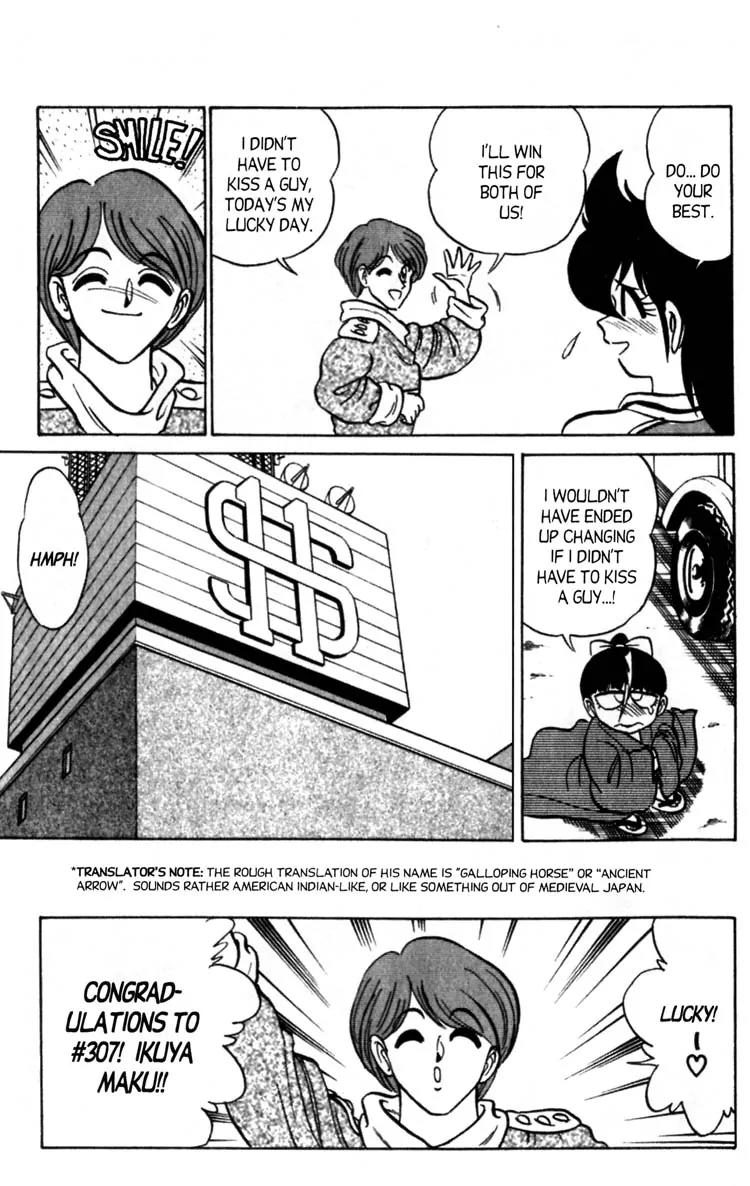 DO... DO
YOUR
BEST.
I'LL WIN
THIS FOR
BOTH OF
US!
I DIDN'T
HAVE TO
KISS A GUY,
TODAY'S MY
LUCKY DAY.
SMILE!
I WOULDN'T
HAVE ENDED
UP CHANGING
IF I DIDN'T
HAVE TO KISS
A GUY...!
HMPH!
*TRANSLATOR'S NOTE: THE ROUGH TRANSLATION OF HIS NAME IS "GALLOPING HORSE" OR "ANCIENT
ARROW". SOUNDS RATHER AMERICAN INDIAN-LIKE, OR LIKE SOMETHING OUT OF MEDIEVAL JAPAN.
LUCKY!
♡
CONGRAD-
ULATIONS TO
#307! IKUYA
MAKU!!